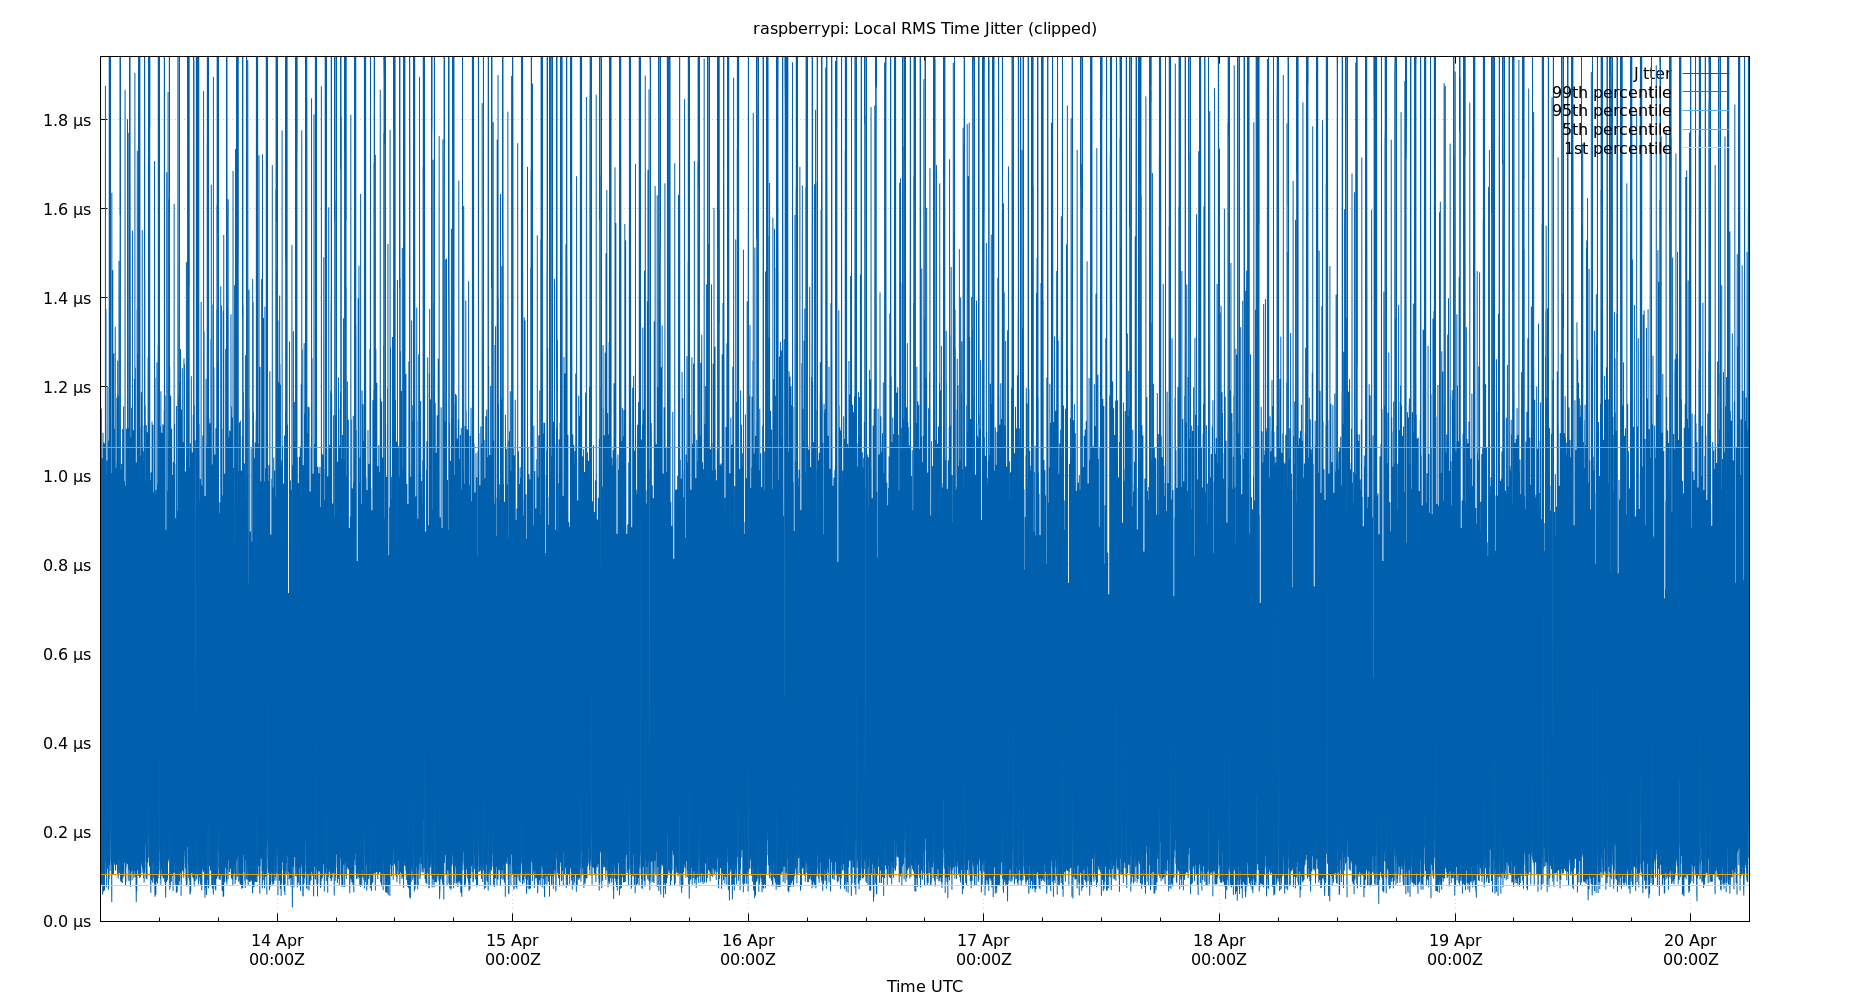 raspberrypi: Local RMS Time Jitter (clipped)
Jitter
99th percentile
95th percentile
5th percentile
1st percentile
1.8 μs
1.6 μs
1.4 μs
1.2 μs
1.0 μs
0.8 μs
0.6 μs
0.4 μs
0.2 μs
0.0 μs
14 Apr 15 Apr 16 Apr 17 Apr 18 Apr 19 Apr 20 Apr
00:00Z 00:00Z 00:00Z 00:00Z 00:00Z 00:00Z 00:00Z
Time UTC